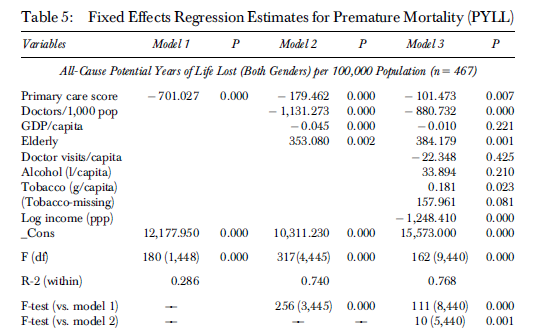 Table 5: Fixed Effects Regression Estimates for Premature Mortality (PYLL)
Variables Model 1 P Model 2 P Model 3 P
All-Cause Potential Years of Life Lost (Both Genders) per 100,000 Population (n = 467)
Primary care score − 701.027 0.000 − 179.462 0.000 − 101.473 0.007
Doctors/1,000 pop − 1,131.273 0.000 − 880.732 0.000
GDP/capita − 0.045 0.000 − 0.010 0.221
Elderly 353.080 0.002 384.179 0.001
Doctor visits/capita − 22.348 0.425
Alcohol (l/capita) 33.894 0.210
Tobacco (g/capita) 0.181 0.023
(Tobacco-missing) 157.961 0.081
Log income (ppp) − 1,248.410 0.000
_Cons 12,177.950 0.000 10,311.230 0.000 15,573.000 0.000
F (df) 180 (1,448) 0.000 317(4,445) 0.000 162 (9,440) 0.000
R-2 (within) 0.286 0.740 0.768
F-test (vs. model 1) — 256 (3,445) 0.000 111 (8,440) 0.000
F-test (vs. model 2) — — — 10 (5,440) 0.001